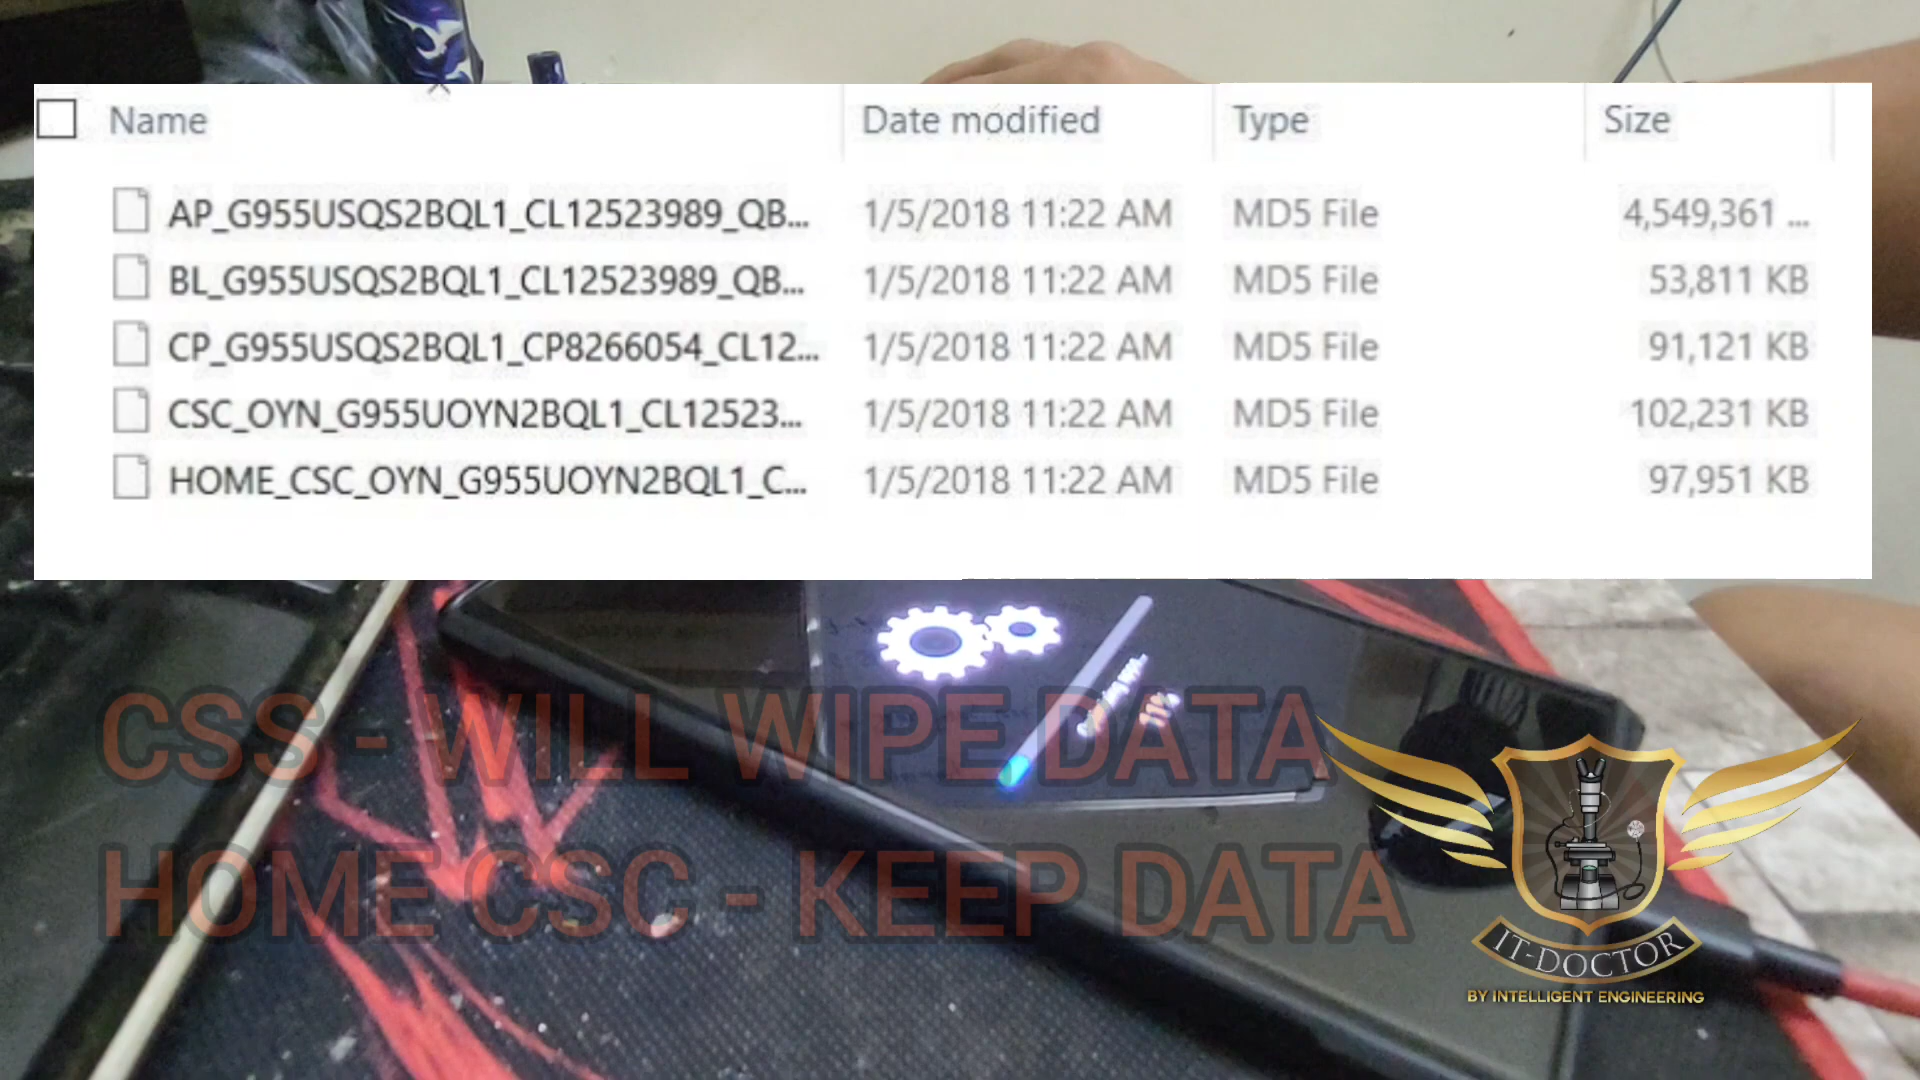 Name Date modified Type Size
AP_G955USQS2BQL1_CL12523989_QB... 1/5/2018 11:22 AM MD5 File 4,549,361 ...
BL_G955USQS2BQL1_CL12523989_QB... 1/5/2018 11:22 AM MD5 File 53,811 KB
CP_G955USQS2BQL1_CP8266054_CL12... 1/5/2018 11:22 AM MD5 File 91,121 KB
CSC_OYN_G955UOYN2BQL1_CL12523... 1/5/2018 11:22 AM MD5 File 102,231 KB
HOME_CSC_OYN_G955UOYN2BQL1_C... 1/5/2018 11:22 AM MD5 File 97,951 KB
CSS - WILL WIPE DATA
HOME CSC - KEEP DATA
IT-DOCTOR
BY INTELLIGENT ENGINEERING